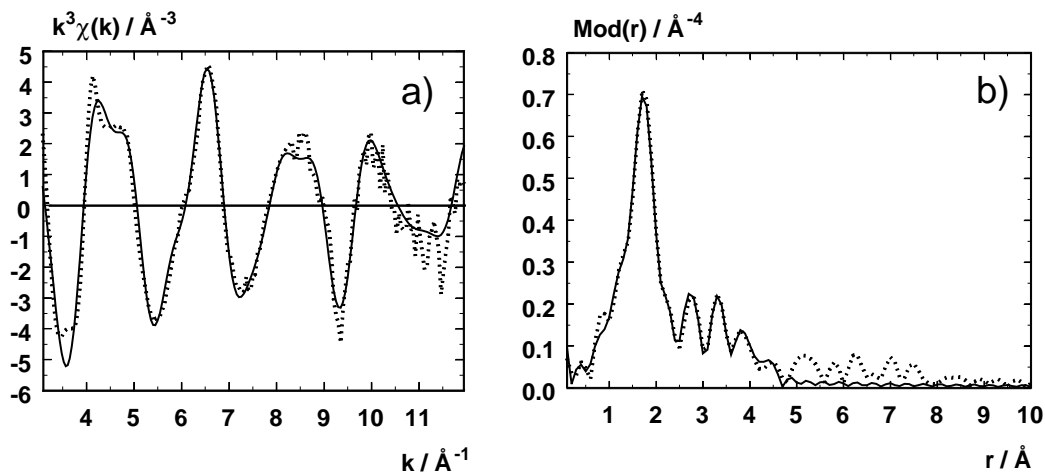 k³χ(k) / Å⁻³
a)
5
4
3
2
1
0
-1
-2
-3
-4
-5
-6
4 5 6 7 8 9 10 11
k / Å⁻¹
Mod(r) / Å⁻⁴
b)
0.8
0.7
0.6
0.5
0.4
0.3
0.2
0.1
0.0
1 2 3 4 5 6 7 8 9 10
r / Å